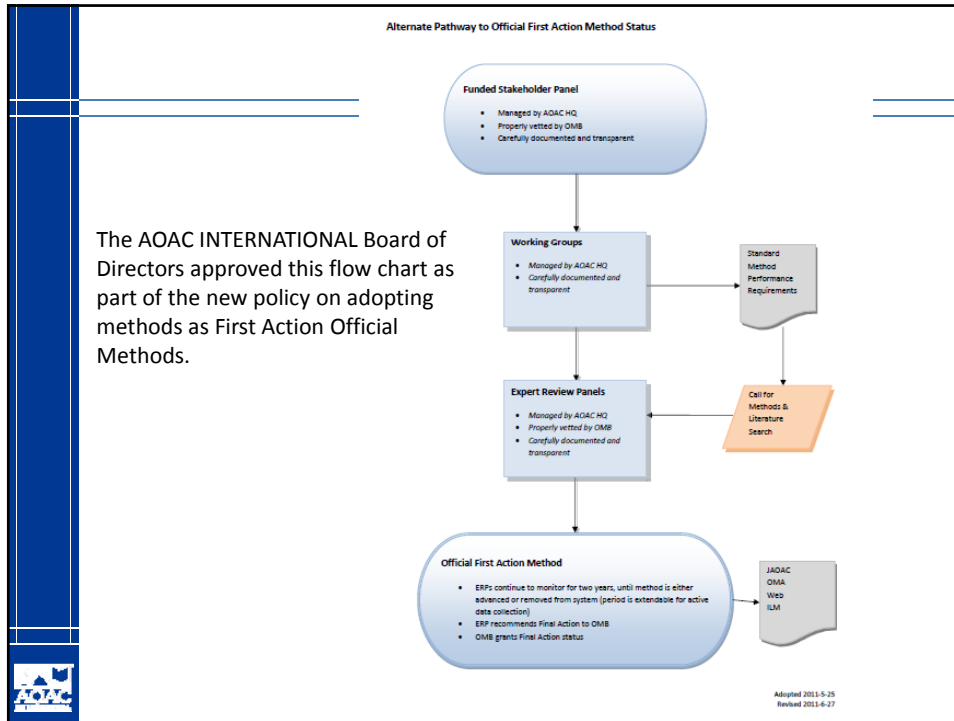 Alternate Pathway to Official First Action Method Status
Funded Stakeholder Panel
• Managed by AOAC HQ
• Properly vetted by OMB
• Carefully documented and transparent
The AOAC INTERNATIONAL Board of
Directors approved this flow chart as
part of the new policy on adopting
methods as First Action Official
Methods.
Working Groups
• Managed by AOAC HQ
• Carefully documented and
transparent
Standard
Method
Performance
Requirements
Expert Review Panels
• Managed by AOAC HQ
• Properly vetted by OMB
• Carefully documented and
transparent
Call for
Methods &
Literature
Search
Official First Action Method
• ERPs continue to monitor for two years, until method is either
advanced or removed from system (period is extendable for active
data collection)
• ERP recommends Final Action to OMB
• OMB grants Final Action status
JAOAC
OMA
Web
ILM
AOAC
INTERNATIONAL
Adopted 2011-5-25
Revised 2011-6-27